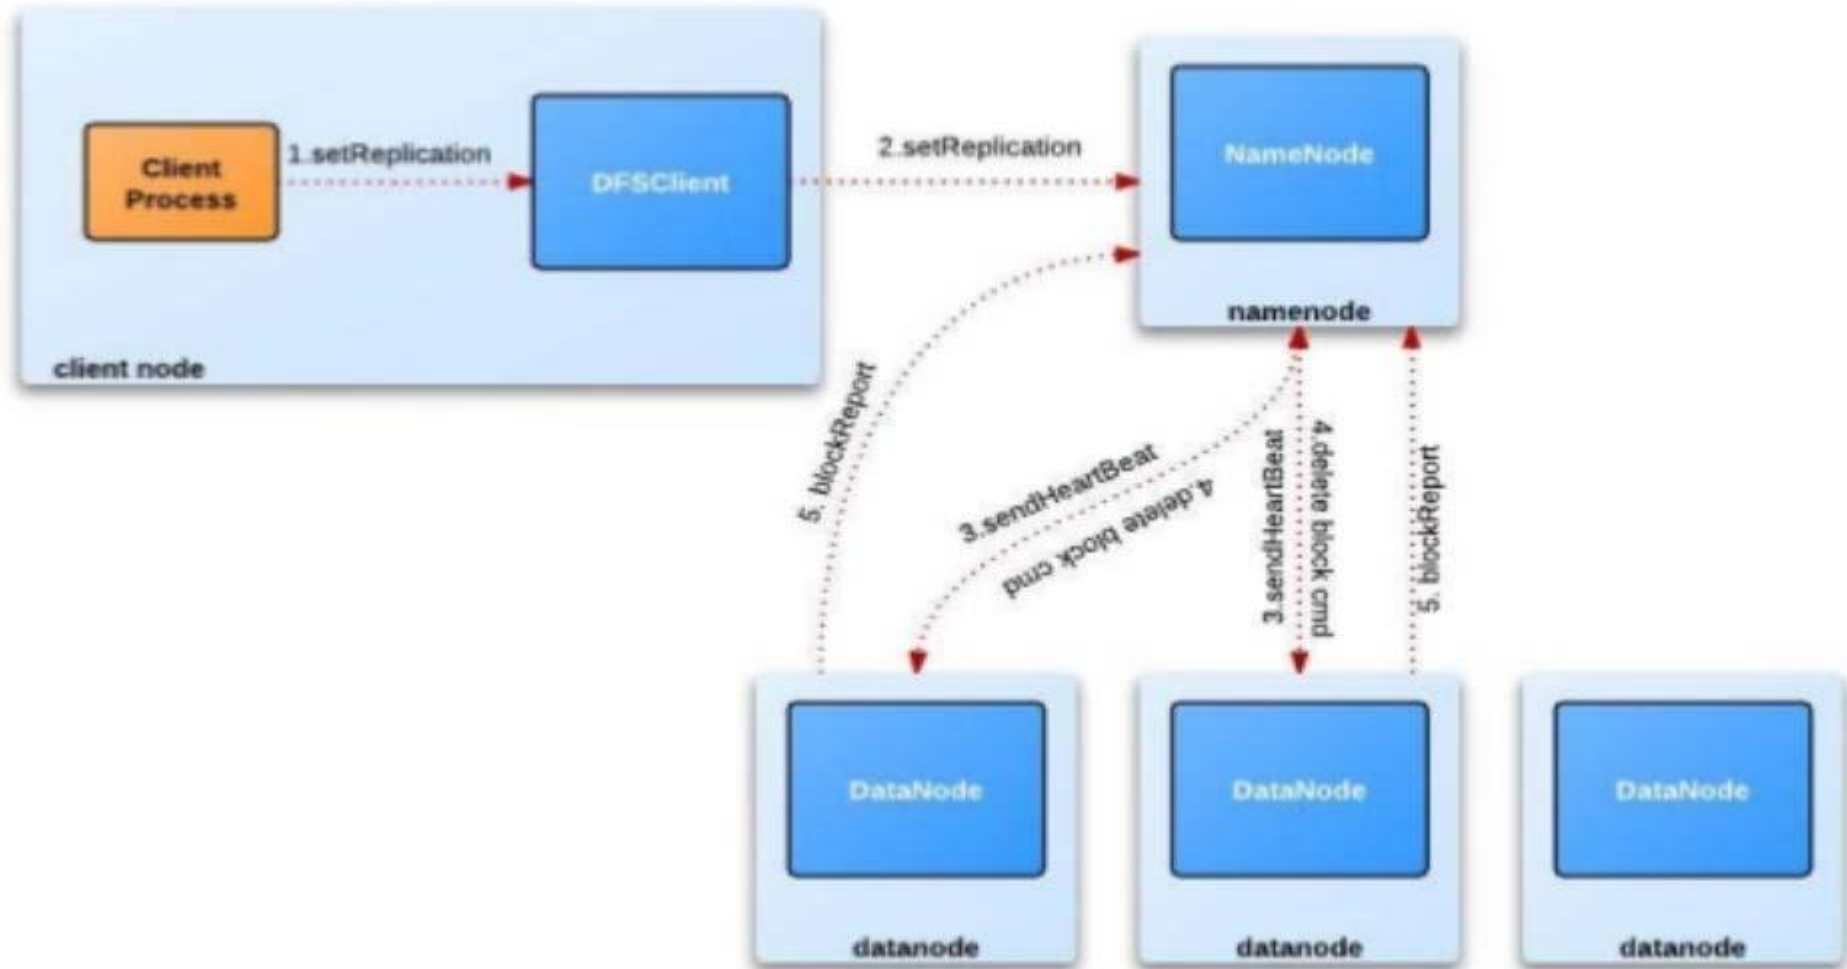 Client
Process
1.setReplication
DFSClient
client node
2.setReplication
NameNode
namenode
5. blockReport
3.sendHeartBeat
4.delete block cmd
3.sendHeartBeat
4.delete block cmd
5. blockReport
DataNode
datanode
DataNode
datanode
DataNode
datanode